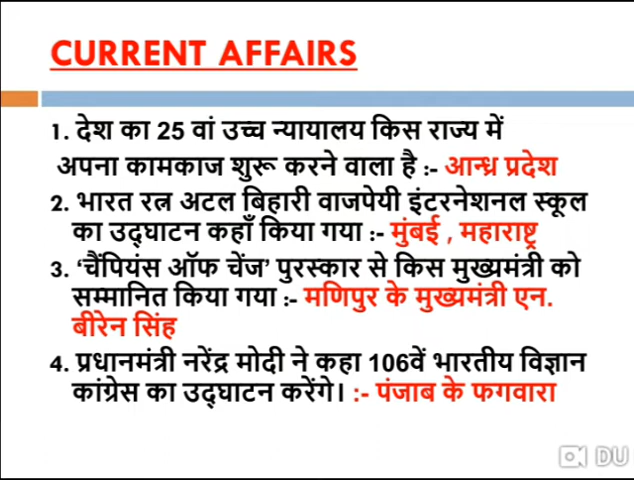 CURRENT AFFAIRS
1. देश का 25 वां उच्च न्यायालय किस राज्य में
अपना कामकाज शुरू करने वाला है :- आन्ध्र प्रदेश
2. भारत रत्न अटल बिहारी वाजपेयी इंटरनेशनल स्कूल
का उद्घाटन कहाँ किया गया :- मुंबई , महाराष्ट्र
3. ‘चैंपियंस ऑफ चेंज’ पुरस्कार से किस मुख्यमंत्री को
सम्मानित किया गया :- मणिपुर के मुख्यमंत्री एन.
बीरेन सिंह
4. प्रधानमंत्री नरेंद्र मोदी ने कहा 106वें भारतीय विज्ञान
कांग्रेस का उद्घाटन करेंगे। :- पंजाब के फगवारा
DU